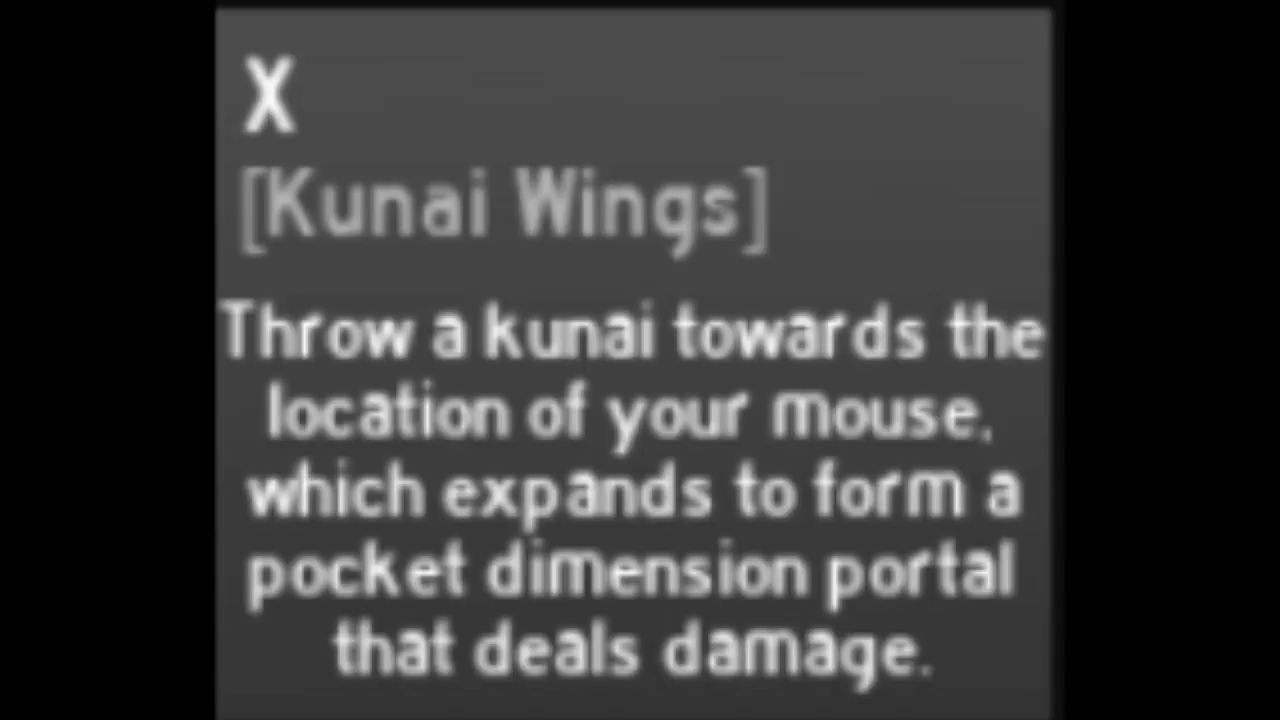 X
[Kunai Wings]
Throw a kunai towards the
location of your mouse,
which expands to form a
pocket dimension portal
that deals damage.